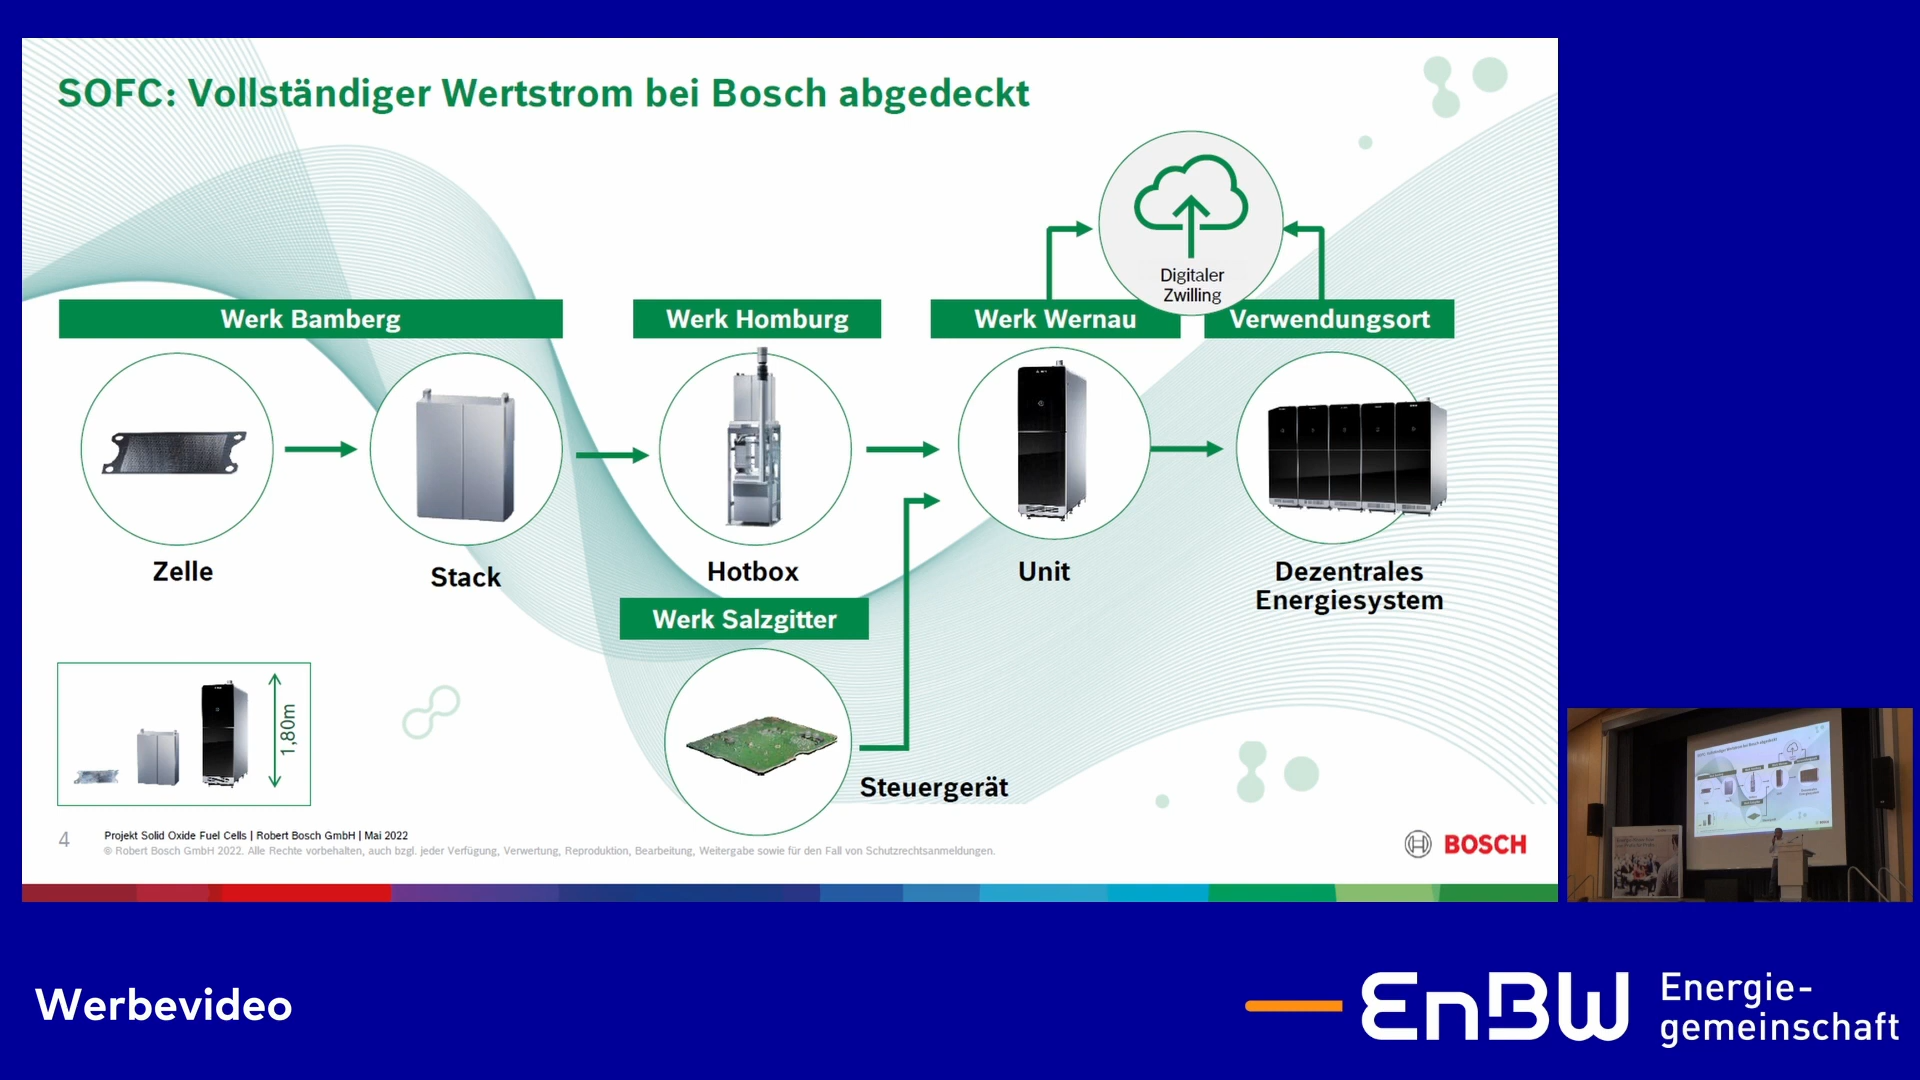 SOFC: Vollständiger Wertstrom bei Bosch abgedeckt
Digitaler
Zwilling
Werk Bamberg
Werk Homburg
Werk Wernau
Verwendungsort
Zelle
Stack
Hotbox
Unit
Dezentrales
Energiesystem
Werk Salzgitter
Steuergerät
1,80m
4
Projekt Solid Oxide Fuel Cells | Robert Bosch GmbH | Mai 2022
© Robert Bosch GmbH 2022. Alle Rechte vorbehalten, auch bzgl. jeder Verfügung, Verwertung, Reproduktion, Bearbeitung, Weitergabe sowie für den Fall von Schutzrechtsanmeldungen.
BOSCH
Werbevideo
EnBW
Energie-
gemeinschaft